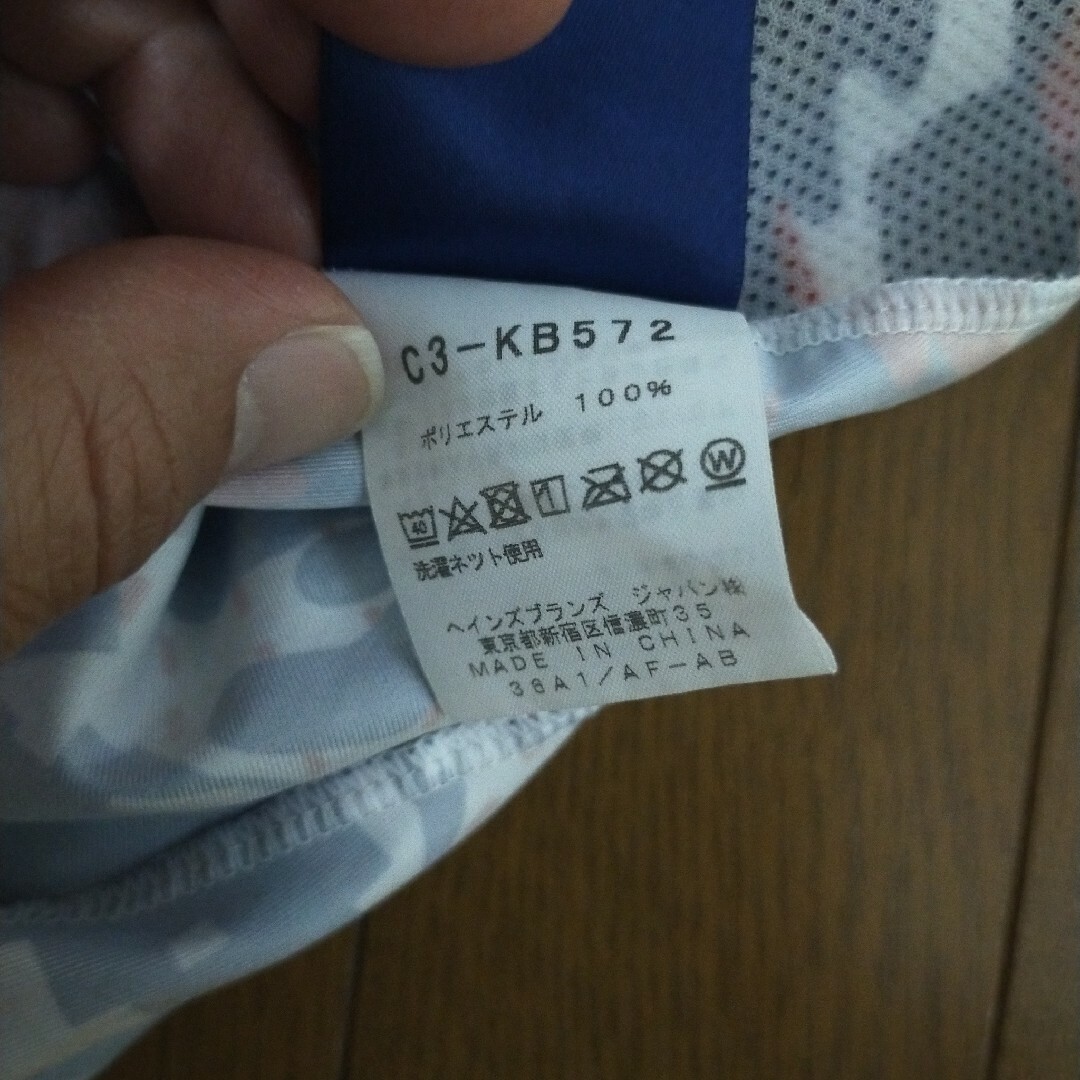 C3-KB572
ポリエステル 100%
40 W
洗濯ネット使用
ヘインズブランズ ジャパン㈱
東京都新宿区信濃町35
MADE IN CHINA
36A1/AF-AB